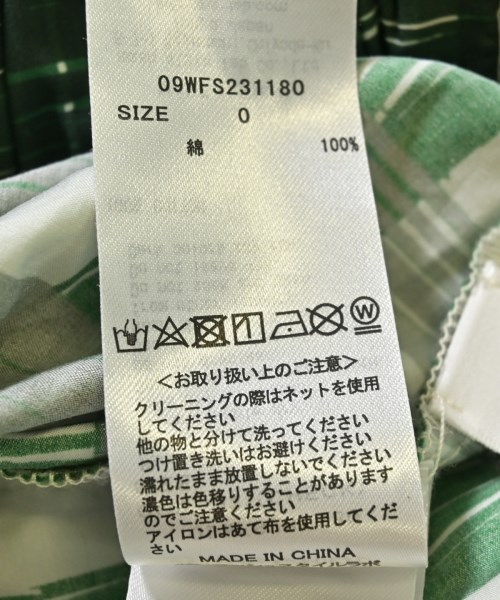 09WFS231180
SIZE 0
綿 100%
W
<お取り扱い上のご注意>
クリーニングの際はネットを使用
してください
他の物と分けて洗ってください
つけ置き洗いはお避けください
濡れたまま放置しないでください
濃色は色移りすることがあります
のでご注意ください
アイロンはあて布を使用してくだ
さい
MADE IN CHINA